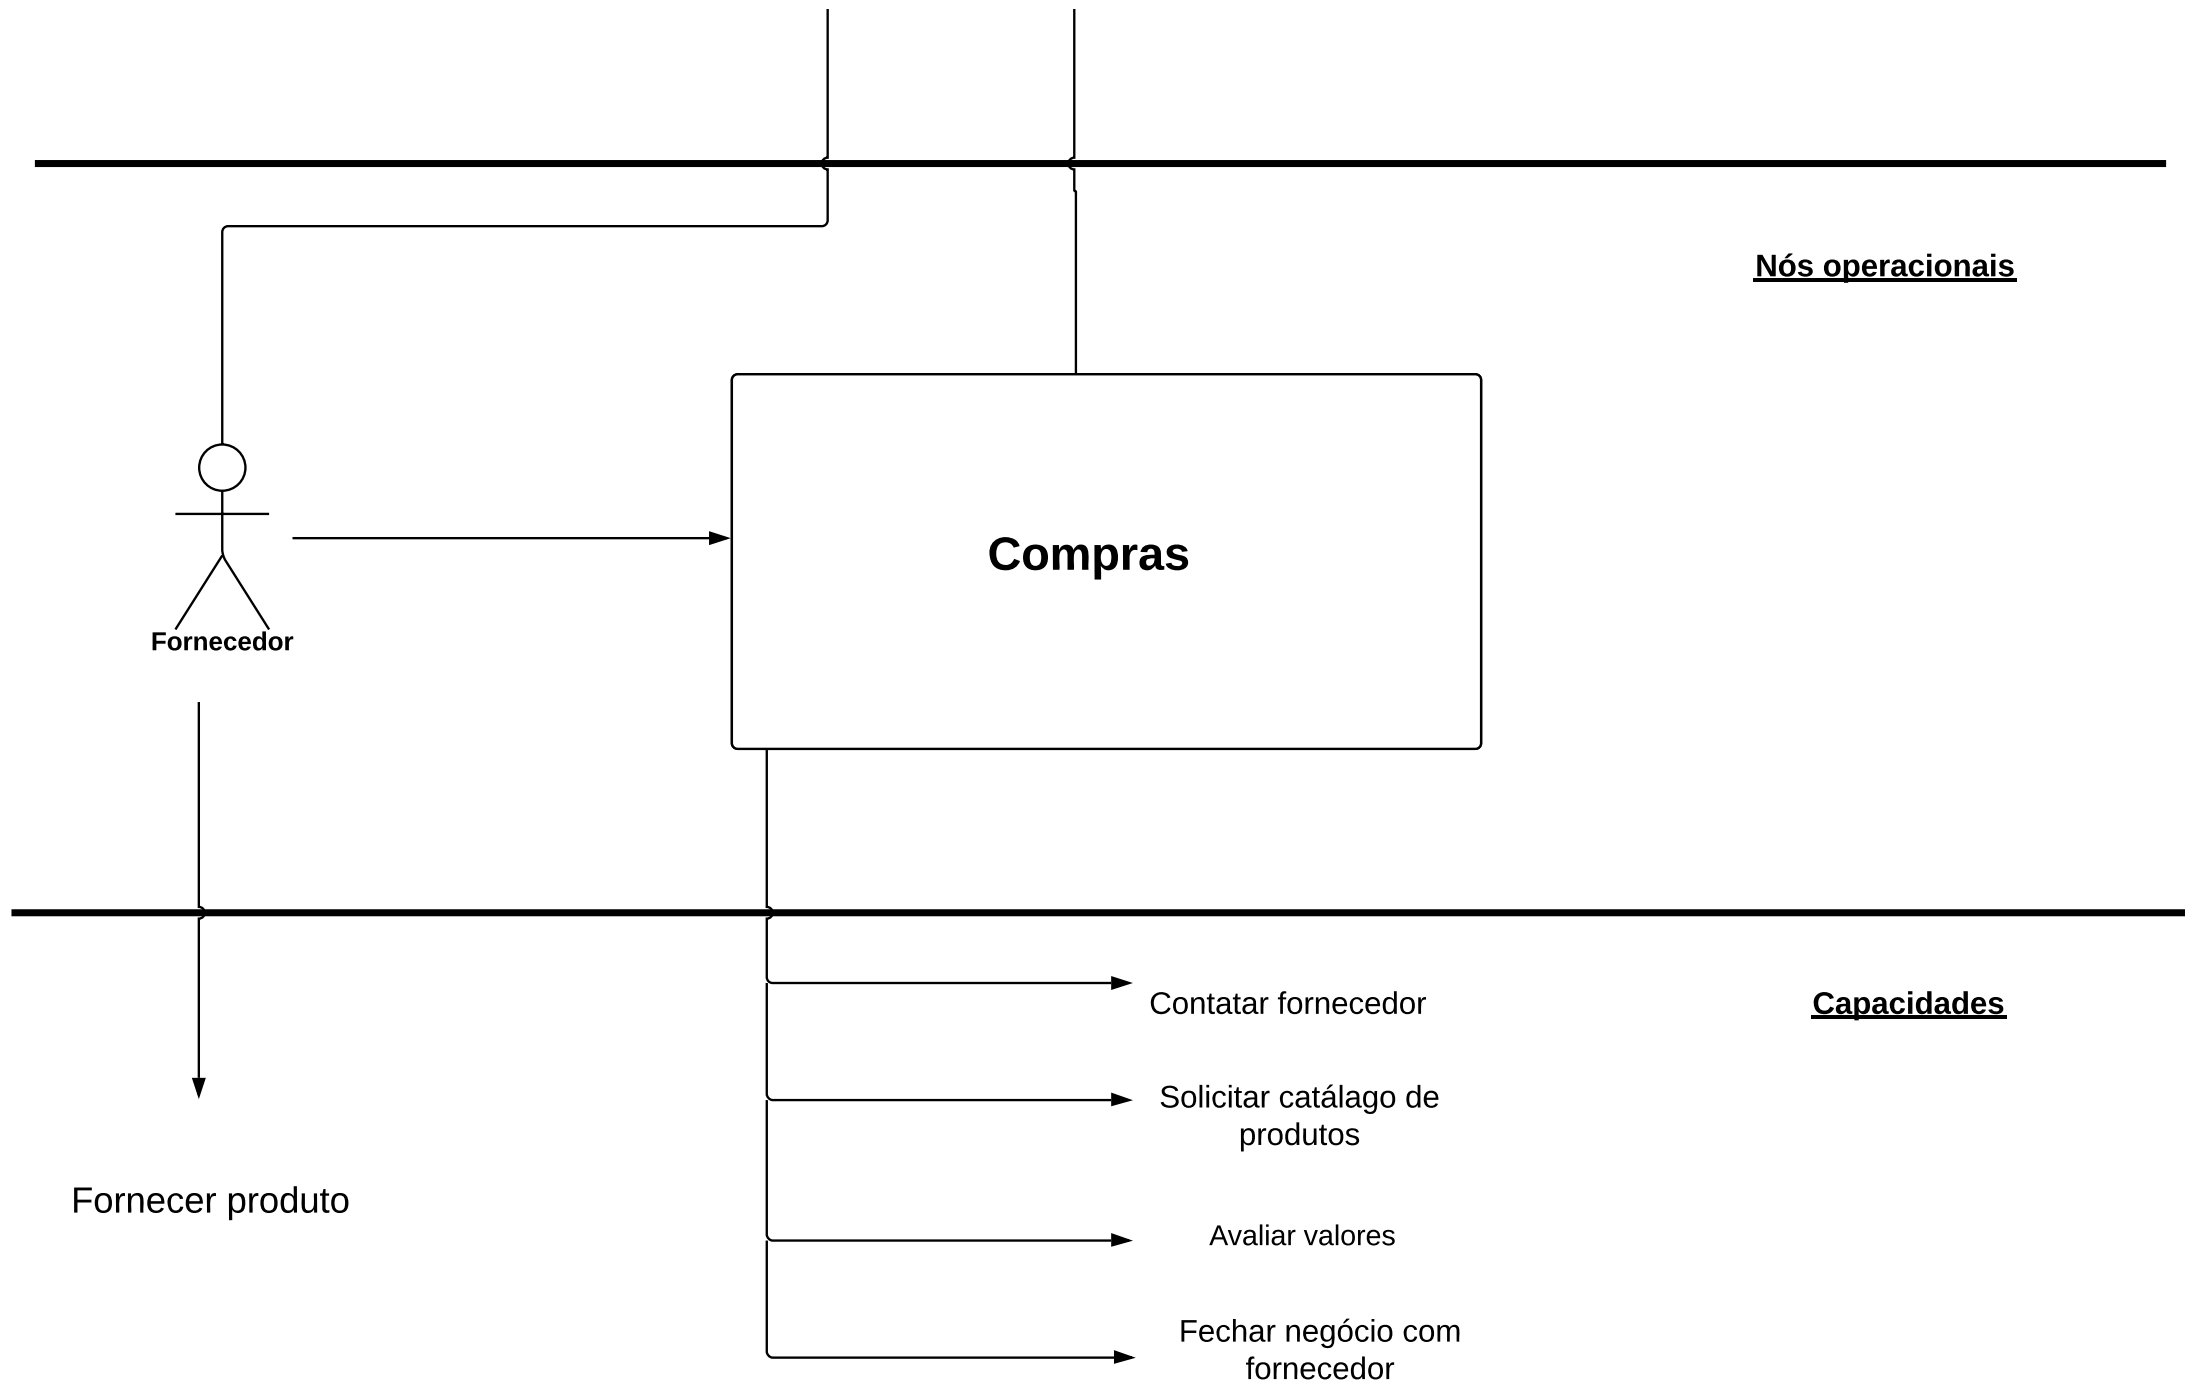 Nós operacionais
Compras
Fornecedor
Contatar fornecedor
Capacidades
Solicitar catálago de
produtos
Fornecer produto
Avaliar valores
Fechar negócio com
fornecedor